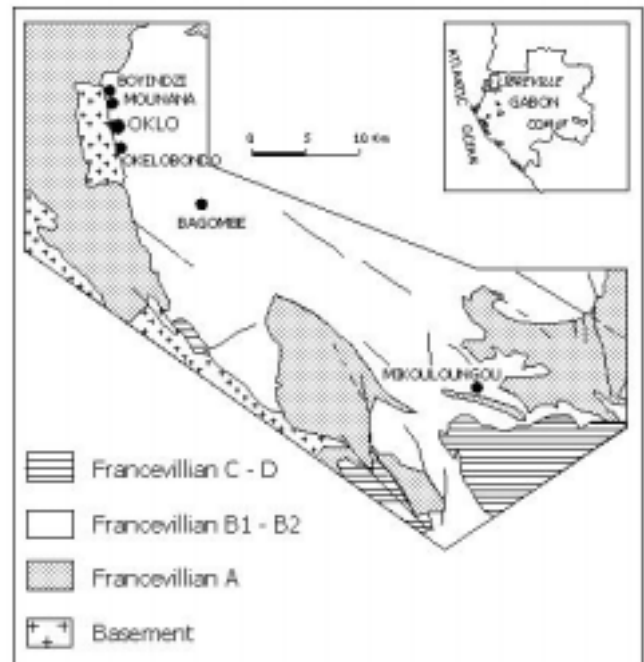 BOYINDZI
MOUNANA
OKLO
OKELOBONDO
BAGOMBE
MIKOULOUNGOU
0 5 10 Km
ATLANTIC
OCEAN
LIBREVILLE
GABON
Francevillian C - D
Francevillian B1 - B2
Francevillian A
Basement